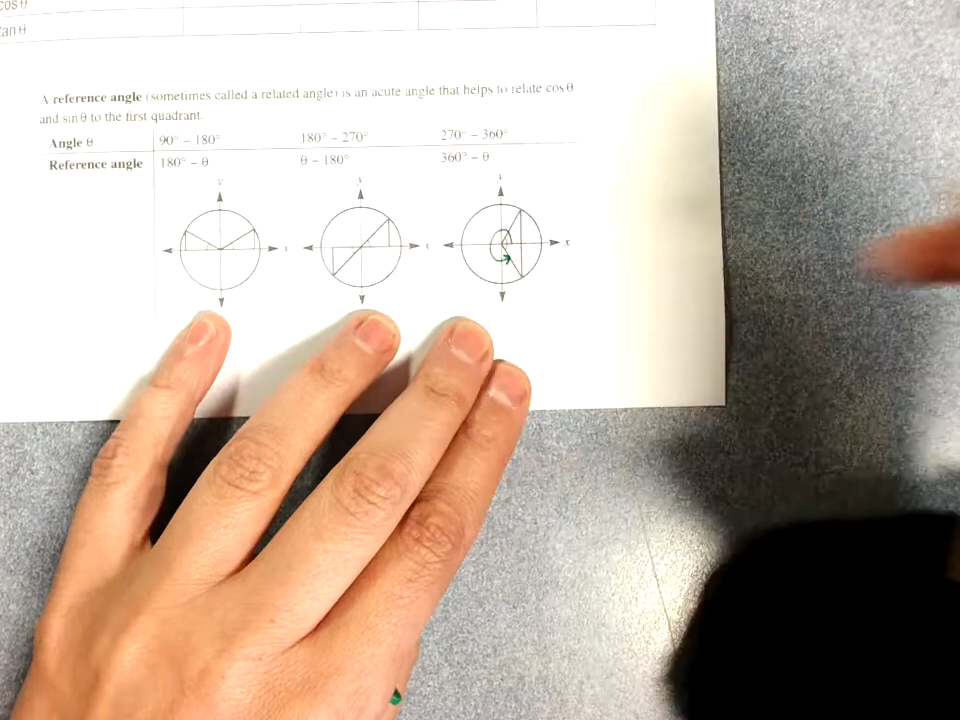 cos θ
tan θ
A reference angle (sometimes called a related angle) is an acute angle that helps to relate cos θ
and sin θ to the first quadrant.
Angle θ 90° – 180° 180° – 270° 270° – 360°
Reference angle 180° – θ θ – 180° 360° – θ
y y y
x x x